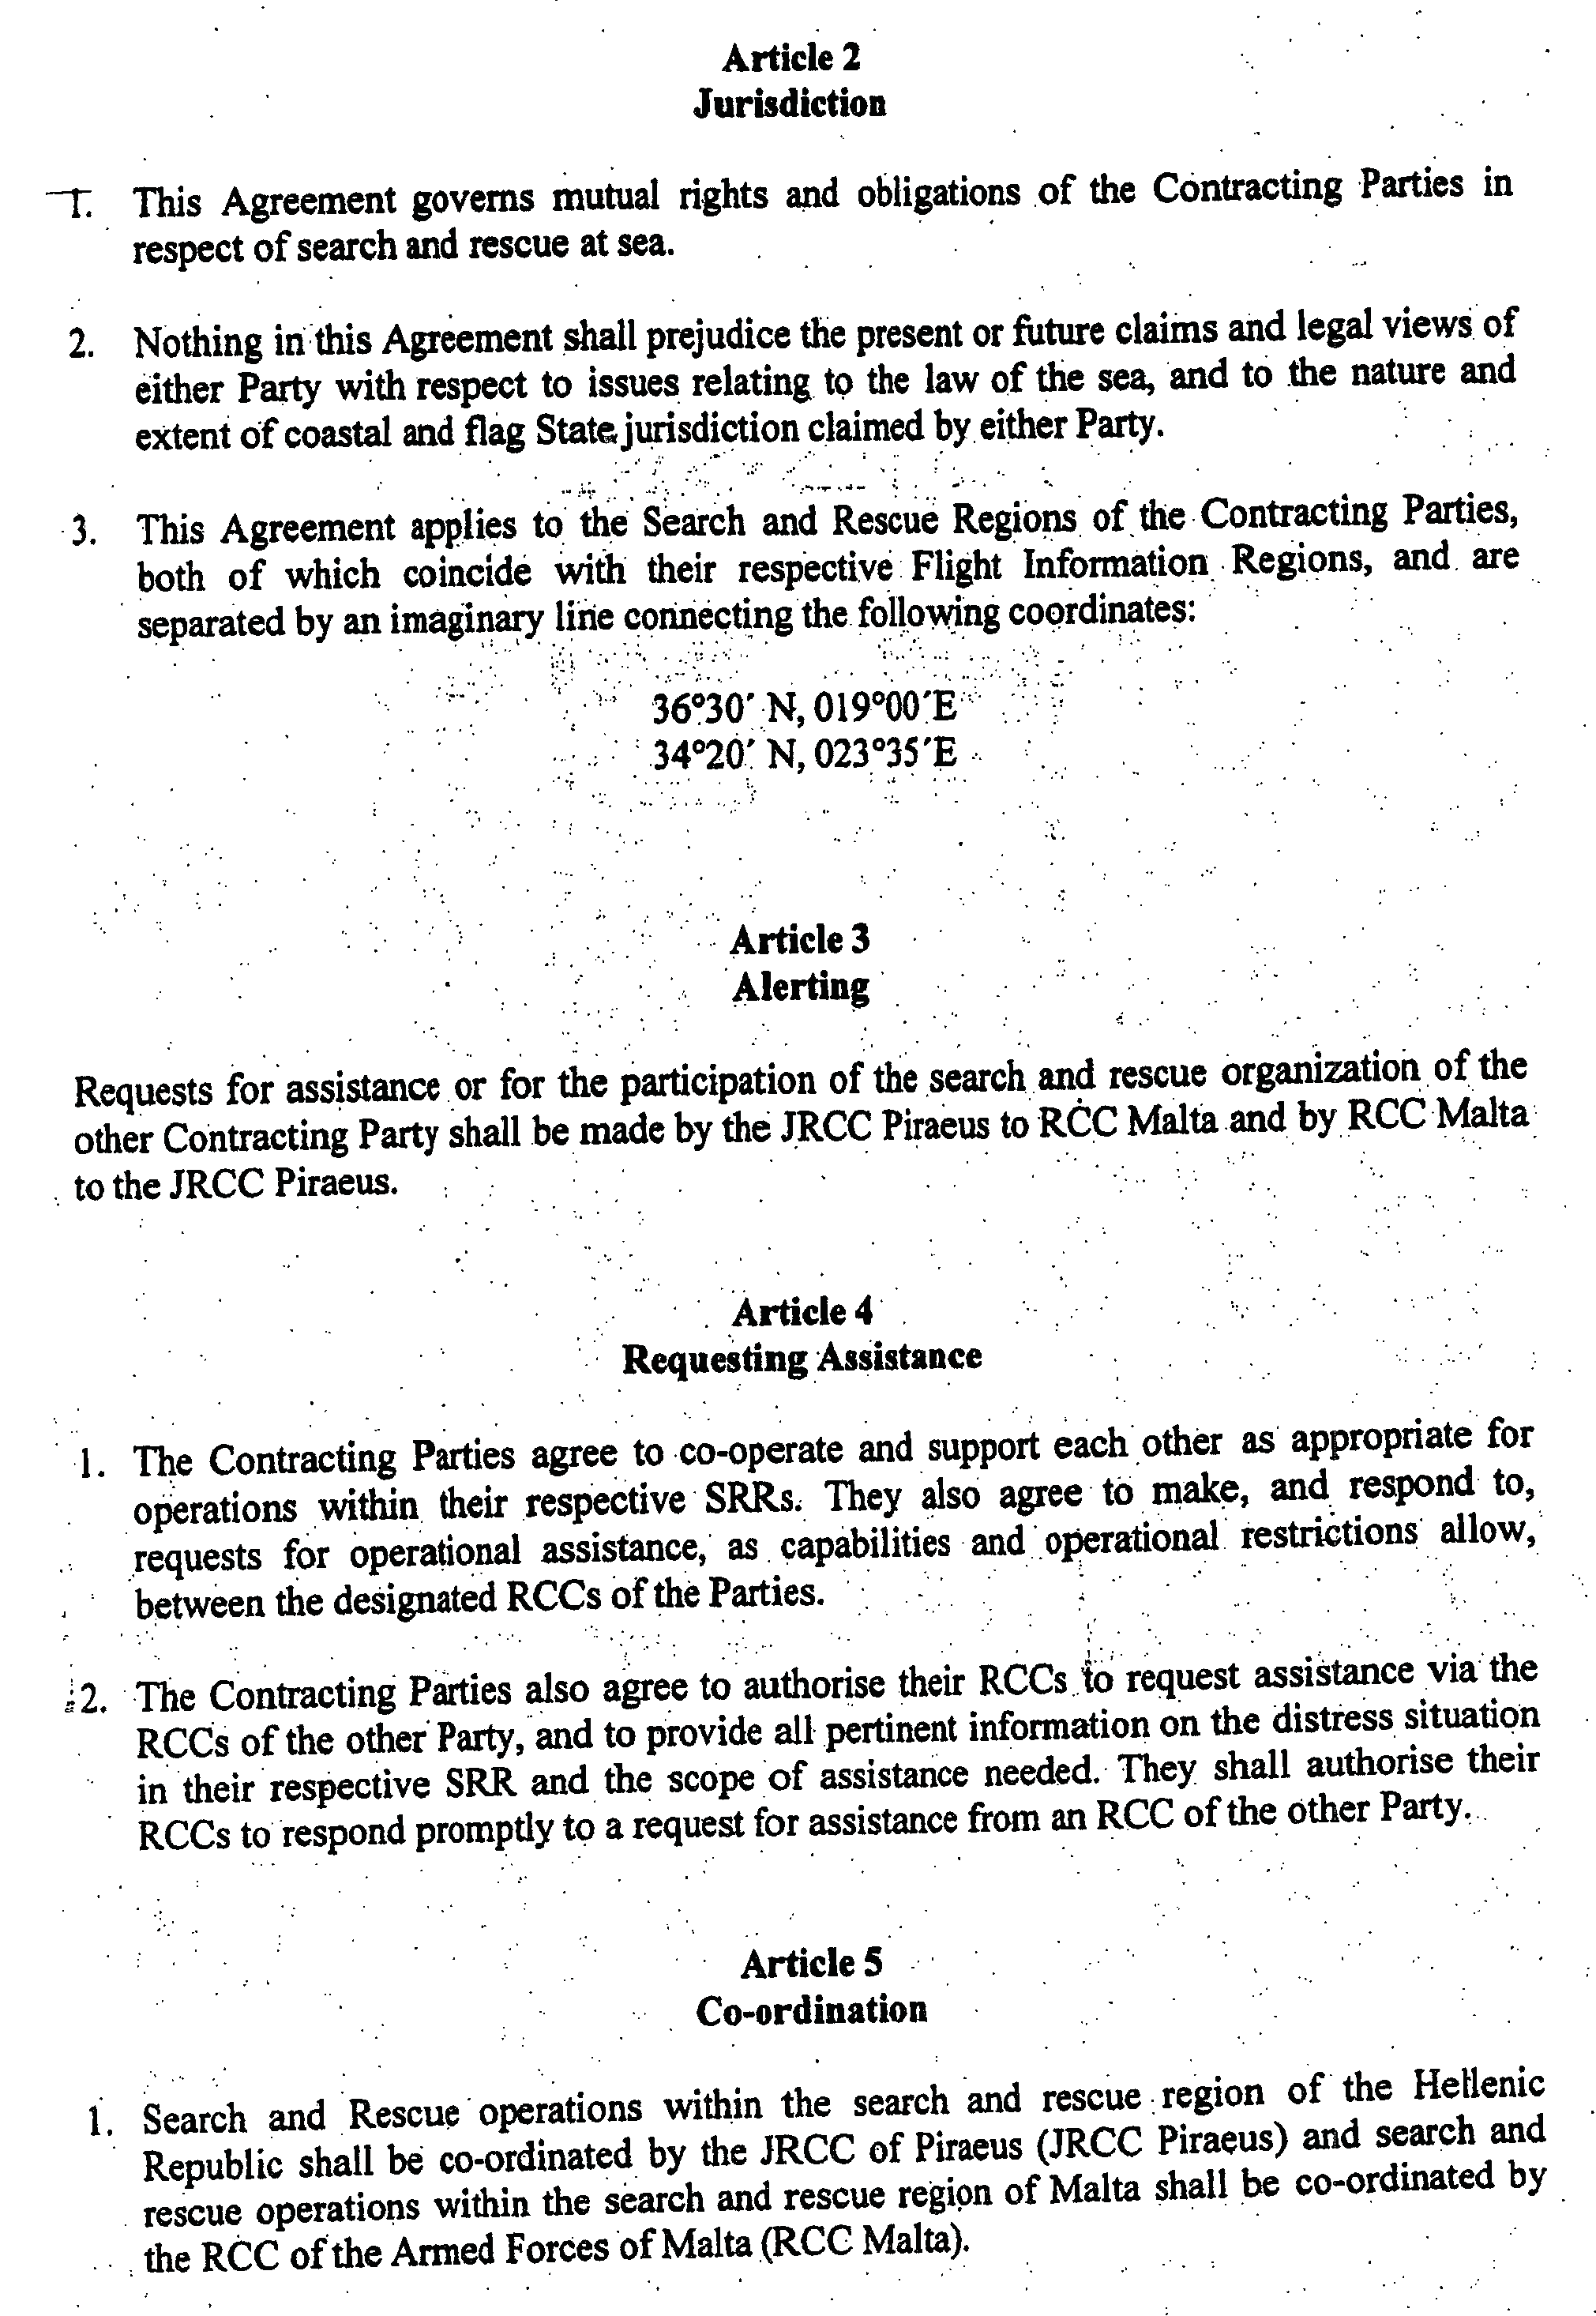 Article 2
Jurisdiction
1. This Agreement governs mutual rights and obligations of the Contracting Parties in
respect of search and rescue at sea.
2. Nothing in this Agreement shall prejudice the present or future claims and legal views of
either Party with respect to issues relating to the law of the sea, and to the nature and
extent of coastal and flag State jurisdiction claimed by either Party.
3. This Agreement applies to the Search and Rescue Regions of the Contracting Parties,
both of which coincide with their respective Flight Information Regions, and are
separated by an imaginary line connecting the following coordinates:
36°30′ N, 019°00′E
34°20′ N, 023°35′E
Article 3
Alerting
Requests for assistance or for the participation of the search and rescue organization of the
other Contracting Party shall be made by the JRCC Piraeus to RCC Malta and by RCC Malta
to the JRCC Piraeus.
Article 4
Requesting Assistance
1. The Contracting Parties agree to co-operate and support each other as appropriate for
operations within their respective SRRs. They also agree to make, and respond to,
requests for operational assistance, as capabilities and operational restrictions allow,
between the designated RCCs of the Parties.
2. The Contracting Parties also agree to authorise their RCCs to request assistance via the
RCCs of the other Party, and to provide all pertinent information on the distress situation
in their respective SRR and the scope of assistance needed. They shall authorise their
RCCs to respond promptly to a request for assistance from an RCC of the other Party.
Article 5
Co-ordination
1. Search and Rescue operations within the search and rescue region of the Hellenic
Republic shall be co-ordinated by the JRCC of Piraeus (JRCC Piraeus) and search and
rescue operations within the search and rescue region of Malta shall be co-ordinated by
the RCC of the Armed Forces of Malta (RCC Malta).